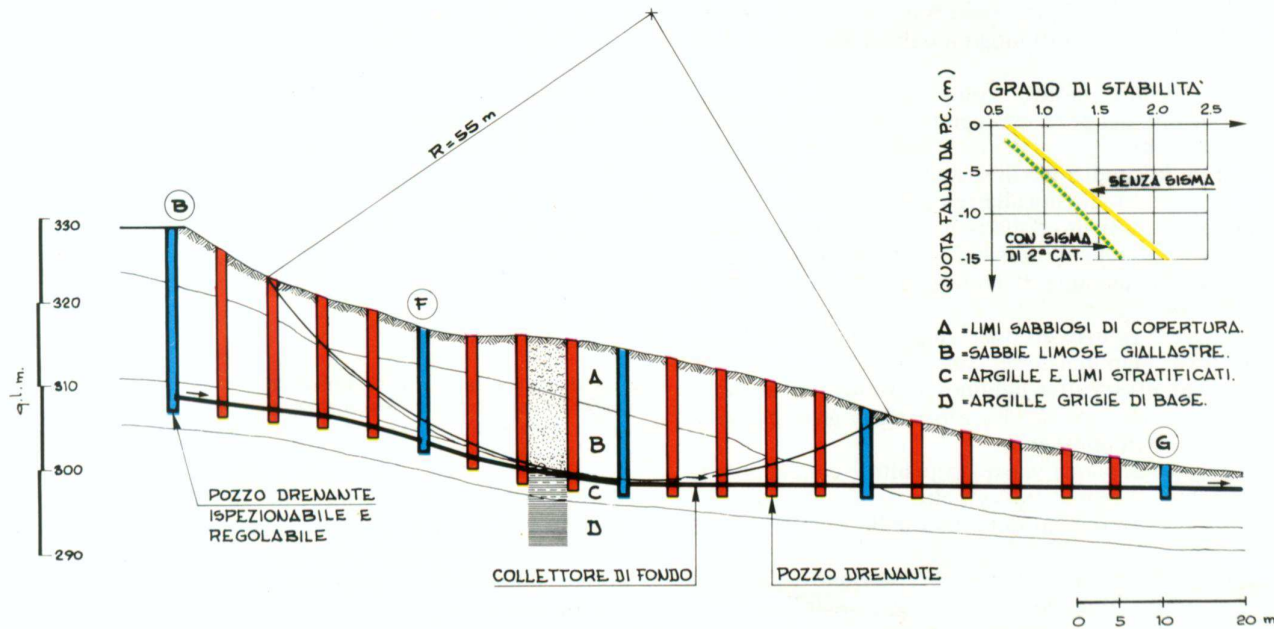 R=55 m
GRADO DI STABILITA'
0.5 1.0 1.5 2.0 2.5
QUOTA FALDA DA P.C. (m)
0
-5
-10
-15
SENZA SISMA
CON SISMA
DI 2ª CAT.
A =LIMI SABBIOSI DI COPERTURA.
B =SABBIE LIMOSE GIALLASTRE.
C =ARGILLE E LIMI STRATIFICATI.
D =ARGILLE GRIGIE DI BASE.
B
F
G
q.l.m.
330
320
310
300
290
A
B
C
D
POZZO DRENANTE
ISPEZIONABILE E
REGOLABILE
COLLETTORE DI FONDO
POZZO DRENANTE
0 5 10 20 m